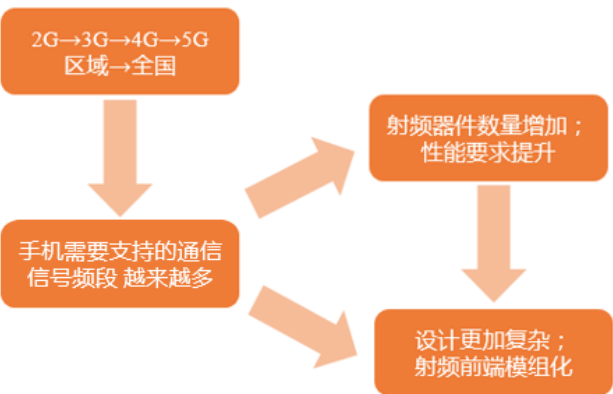 2G→3G→4G→5G
区域→全国
射频器件数量增加；
性能要求提升
手机需要支持的通信
信号频段 越来越多
设计更加复杂；
射频前端模组化